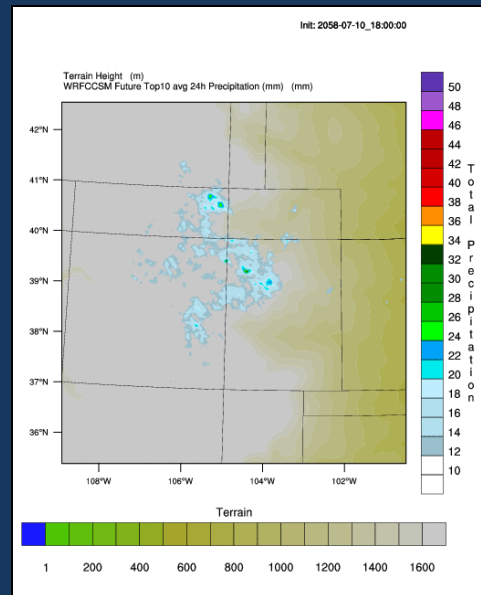 Init: 2058-07-10_18:00:00
Terrain Height (m)
WRFCCSM Future Top10 avg 24h Precipitation (mm) (mm)
42°N
41°N
40°N
39°N
38°N
37°N
36°N
108°W 106°W 104°W 102°W
50
48
46
44
42
40
38
36
34
32
30
28
26
24
22
20
18
16
14
12
10
Total Precipitation
Terrain
1 200 400 600 800 1000 1200 1400 1600